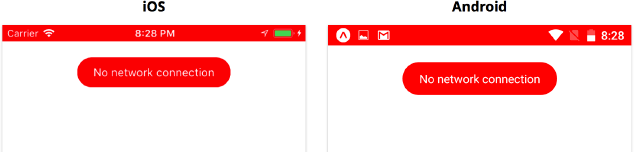 iOS
Android
Carrier 8:28 PM
8:28
No network connection
No network connection